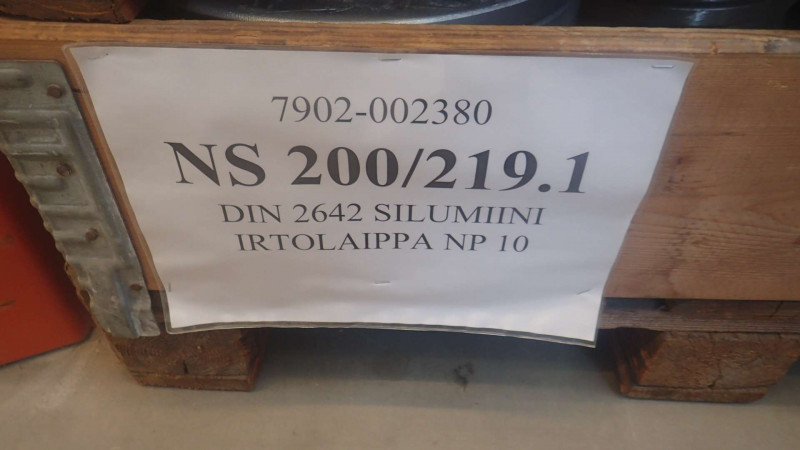 7902-002380
NS 200/219.1
DIN 2642 SILUMIINI
IRTOLAIPPA NP 10